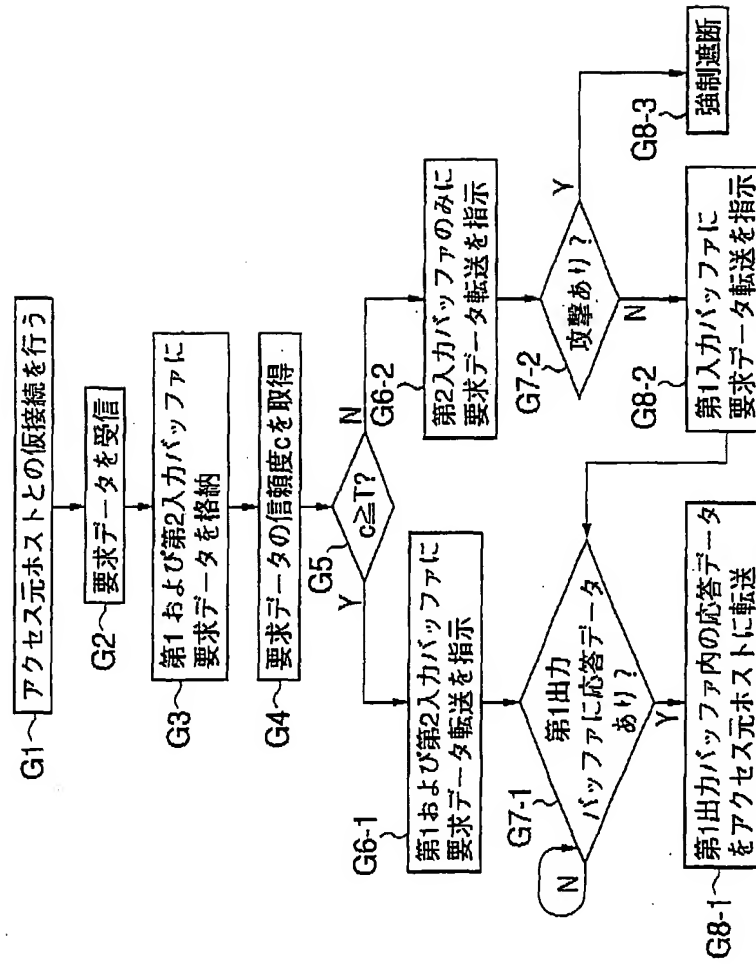 G1
アクセス元ホストとの仮接続を行う
G2
要求データを受信
G3
第1および第2入力バッファに
要求データを格納
G4
要求データの信頼度cを取得
G5
c≧T?
Y
N
G6-1
第1および第2入力バッファに
要求データ転送を指示
G6-2
第2入力バッファのみに
要求データ転送を指示
G7-1
第1出力
バッファに応答データ
あり?
N
Y
G7-2
攻撃あり?
Y
N
G8-1
第1出力バッファ内の応答データ
をアクセス元ホストに転送
G8-2
第1入力バッファに
要求データ転送を指示
G8-3
強制遮断